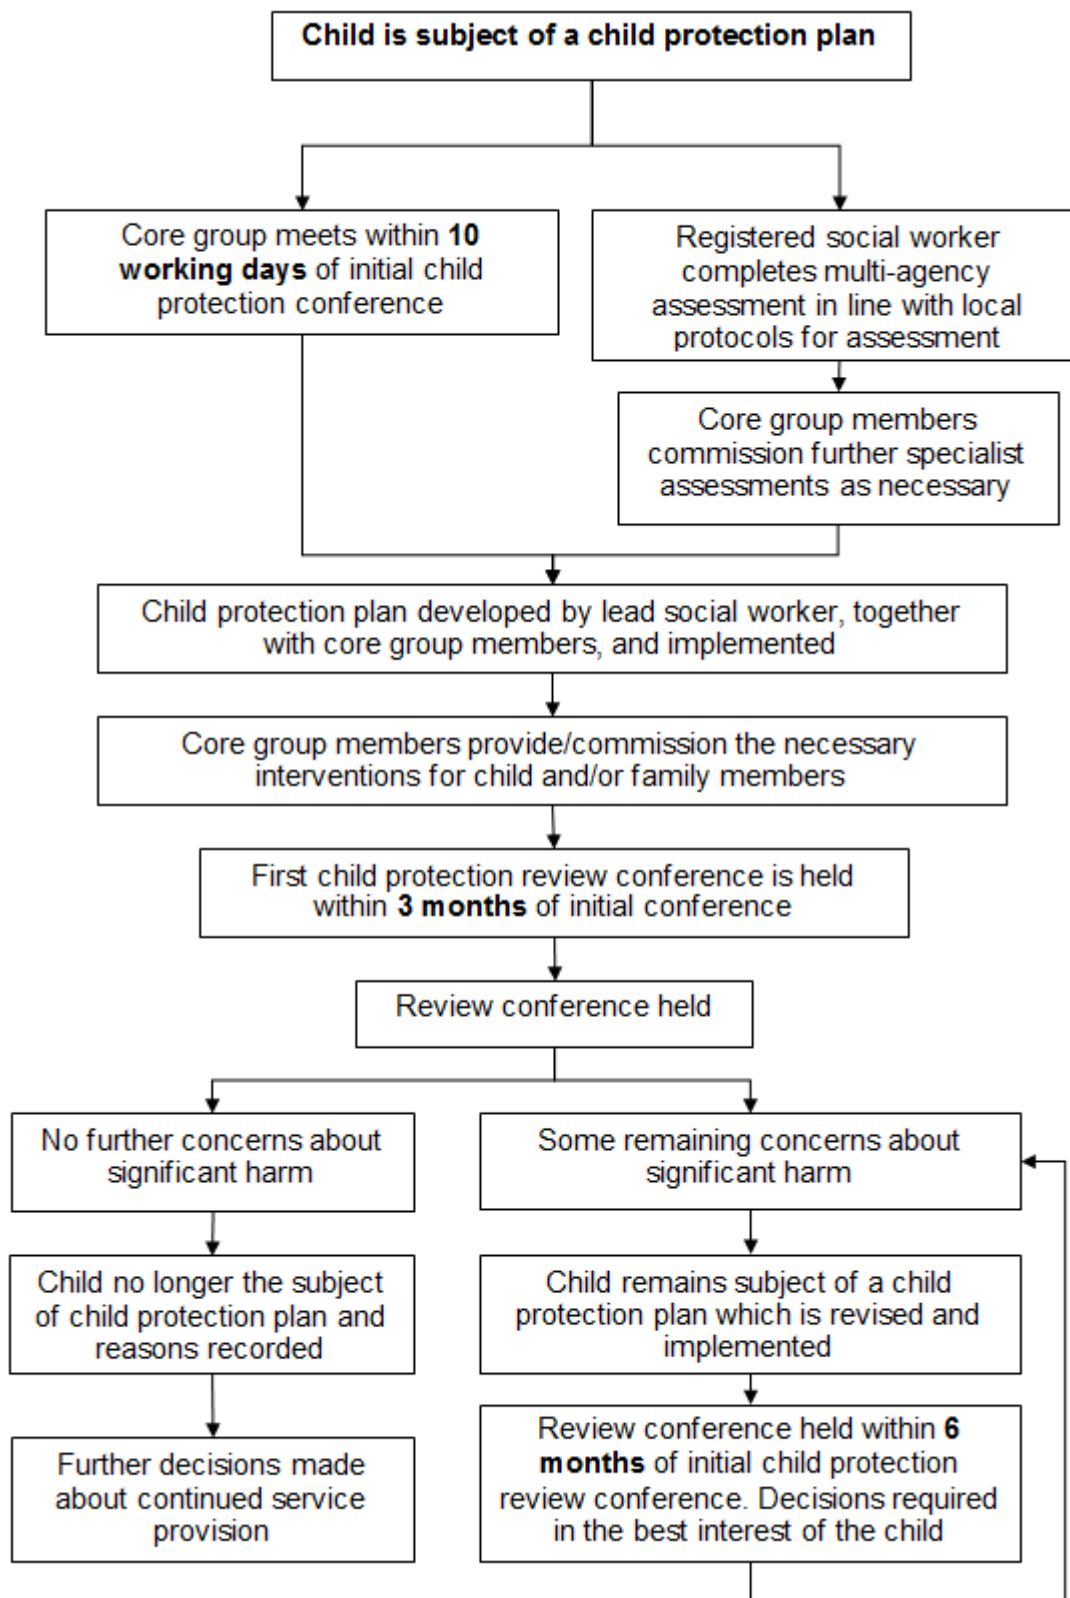 Child is subject of a child protection plan
Core group meets within 10
working days of initial child
protection conference
Registered social worker
completes multi-agency
assessment in line with local
protocols for assessment
Core group members
commission further specialist
assessments as necessary
Child protection plan developed by lead social worker, together
with core group members, and implemented
Core group members provide/commission the necessary
interventions for child and/or family members
First child protection review conference is held
within 3 months of initial conference
Review conference held
No further concerns about
significant harm
Some remaining concerns about
significant harm
Child no longer the subject
of child protection plan and
reasons recorded
Child remains subject of a child
protection plan which is revised and
implemented
Further decisions made
about continued service
provision
Review conference held within 6
months of initial child protection
review conference. Decisions required
in the best interest of the child